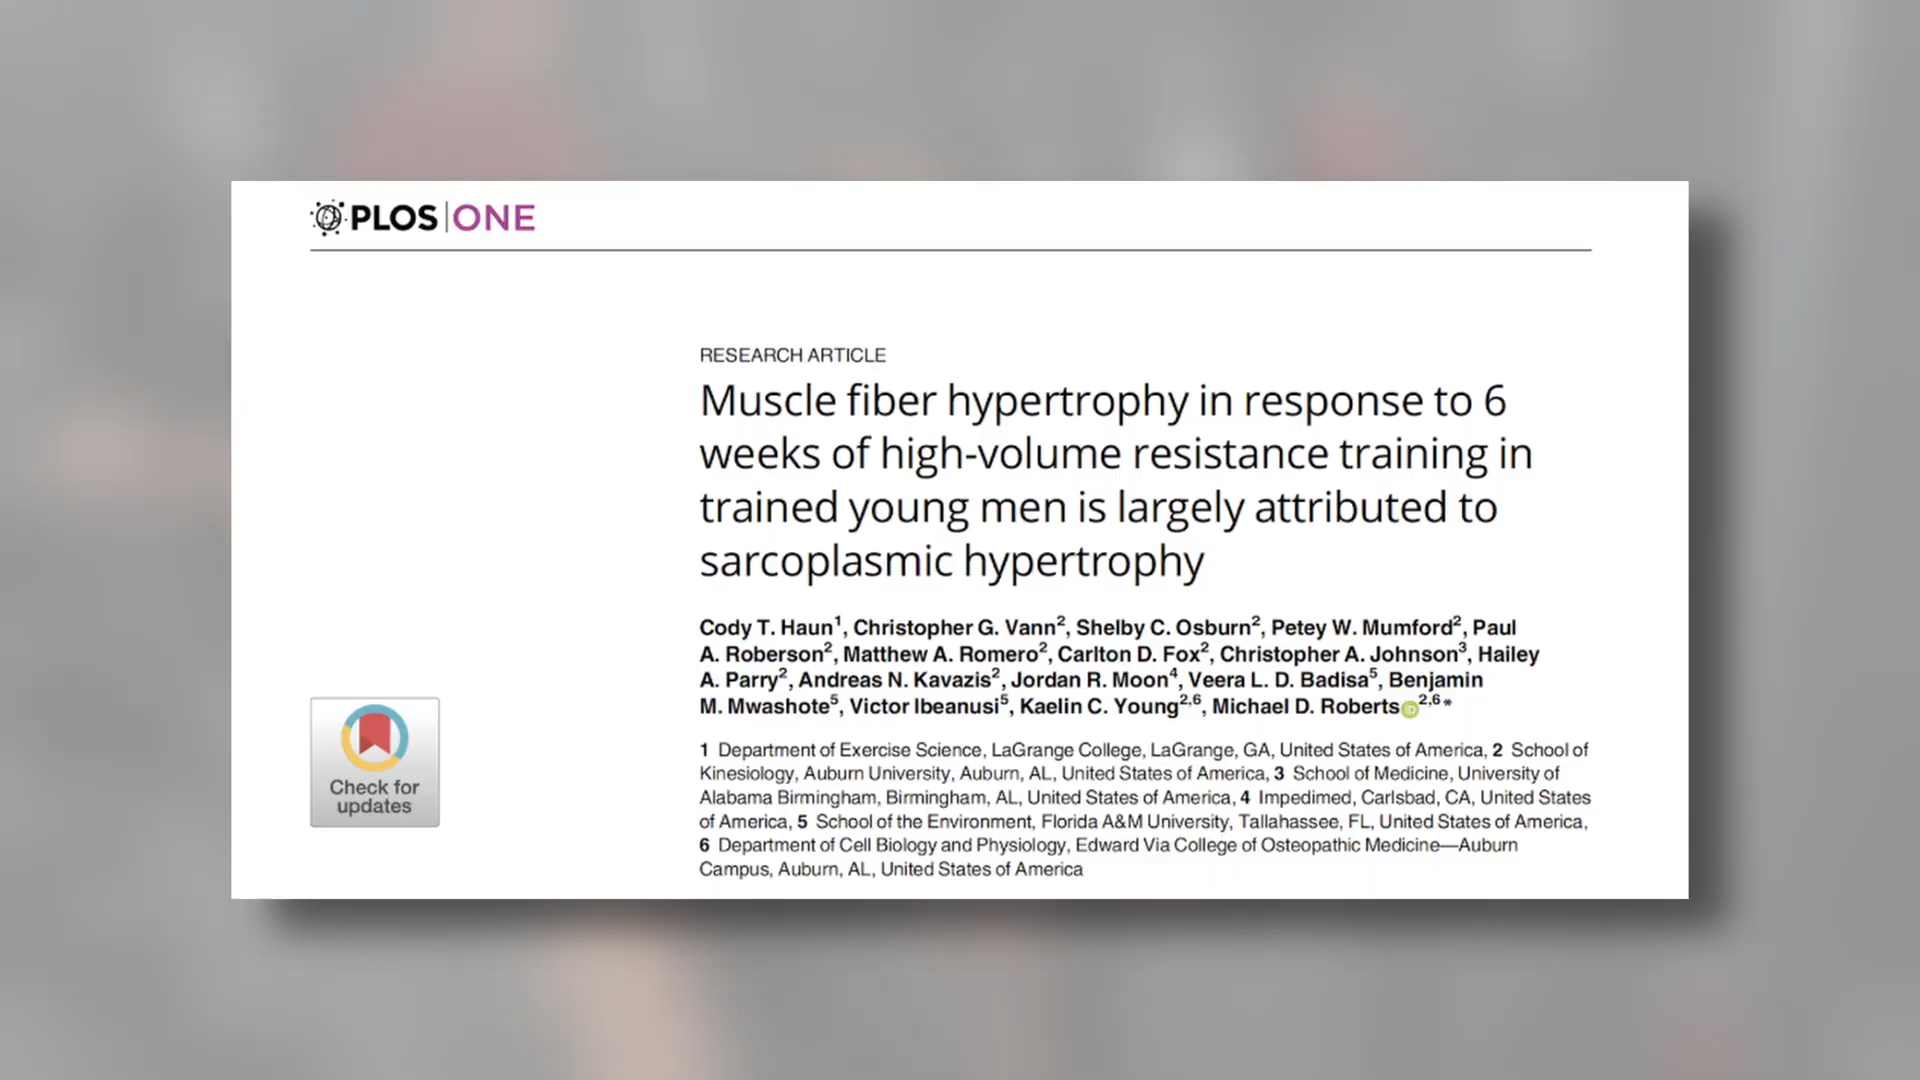 PLOS ONE
RESEARCH ARTICLE
Muscle fiber hypertrophy in response to 6
weeks of high-volume resistance training in
trained young men is largely attributed to
sarcoplasmic hypertrophy
Cody T. Haun1, Christopher G. Vann2, Shelby C. Osburn2, Petey W. Mumford2, Paul
A. Roberson2, Matthew A. Romero2, Carlton D. Fox2, Christopher A. Johnson3, Hailey
A. Parry2, Andreas N. Kavazis2, Jordan R. Moon4, Veera L. D. Badisa5, Benjamin
M. Mwashote5, Victor Ibeanusi5, Kaelin C. Young2,6, Michael D. Roberts iD 2,6*
1 Department of Exercise Science, LaGrange College, LaGrange, GA, United States of America, 2 School of
Kinesiology, Auburn University, Auburn, AL, United States of America, 3 School of Medicine, University of
Alabama Birmingham, Birmingham, AL, United States of America, 4 Impedimed, Carlsbad, CA, United States
of America, 5 School of the Environment, Florida A&M University, Tallahassee, FL, United States of America,
6 Department of Cell Biology and Physiology, Edward Via College of Osteopathic Medicine—Auburn
Campus, Auburn, AL, United States of America
Check for
updates